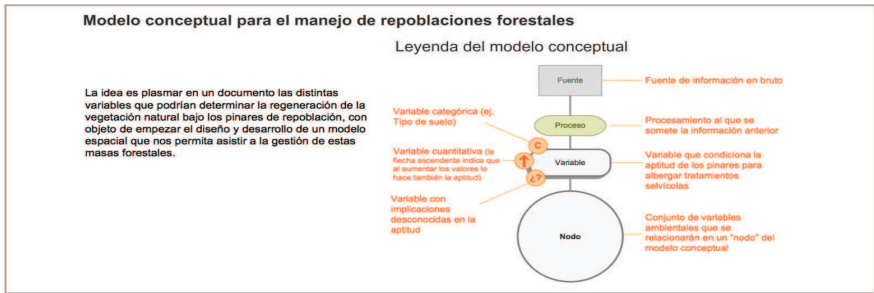 Modelo conceptual para el manejo de repoblaciones forestales
Leyenda del modelo conceptual
La idea es plasmar en un documento las distintas
variables que podrían determinar la regeneración de la
vegetación natural bajo los pinares de repoblación, con
objeto de empezar el diseño y desarrollo de un modelo
espacial que nos permita asistir a la gestión de estas
masas forestales.
Fuente
Fuente de información en bruto
Variable categórica (ej.
Tipo de suelo)
Proceso
Procesamiento al que se
somete la información anterior
C
Variable cuantitativa (la
flecha ascendente indica que
al aumentar los valores lo
hace también la aptitud)
Variable
Variable que condiciona la
aptitud de los pinares para
albergar tratamientos
selvícolas
¿?
Variable con
implicaciones
desconocidas en la
aptitud
Nodo
Conjunto de variables
ambientales que se
relacionarán en un "nodo" del
modelo conceptual